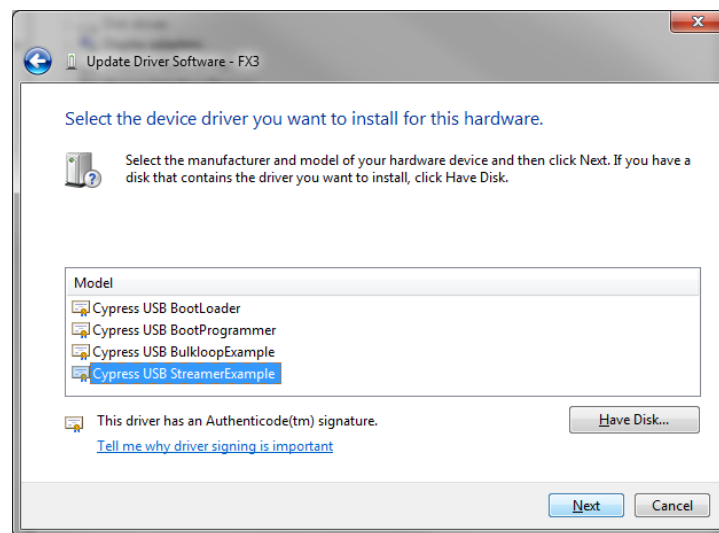 Update Driver Software - FX3
Select the device driver you want to install for this hardware.
Select the manufacturer and model of your hardware device and then click Next. If you have a
disk that contains the driver you want to install, click Have Disk.
Model
Cypress USB BootLoader
Cypress USB BootProgrammer
Cypress USB BulkloopExample
Cypress USB StreamerExample
This driver has an Authenticode(tm) signature.
Have Disk...
Tell me why driver signing is important
Next
Cancel